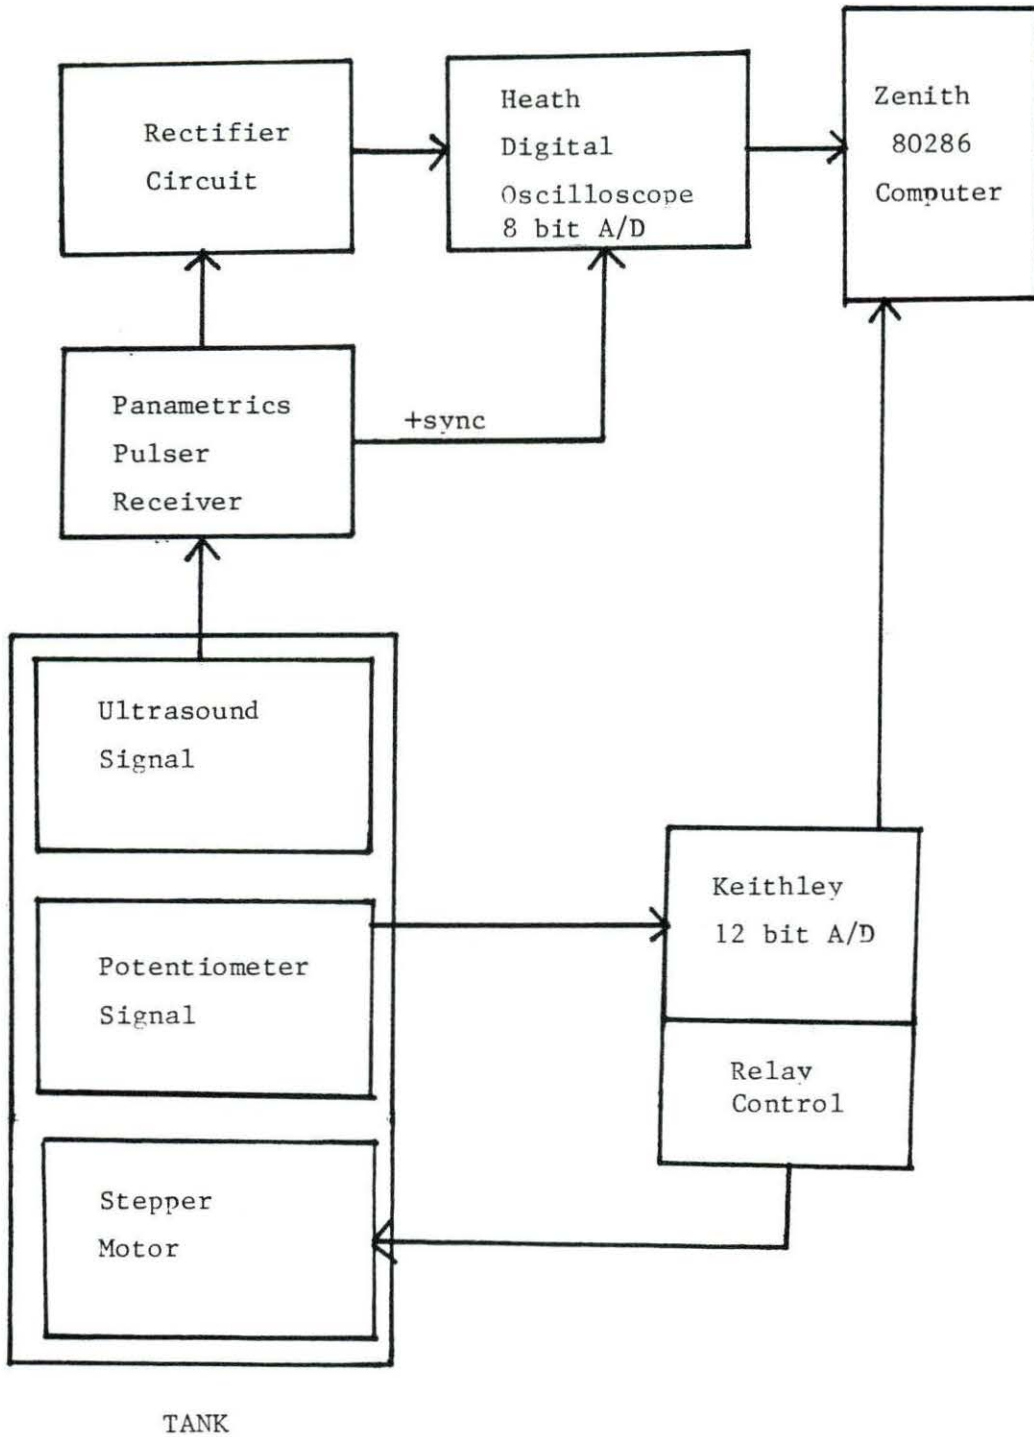 Rectifier
Circuit
Heath
Digital
Oscilloscope
8 bit A/D
Zenith
80286
Computer
Panametrics
Pulser
Receiver
+sync
Ultrasound
Signal
Potentiometer
Signal
Stepper
Motor
Keithley
12 bit A/D
Relay
Control
TANK